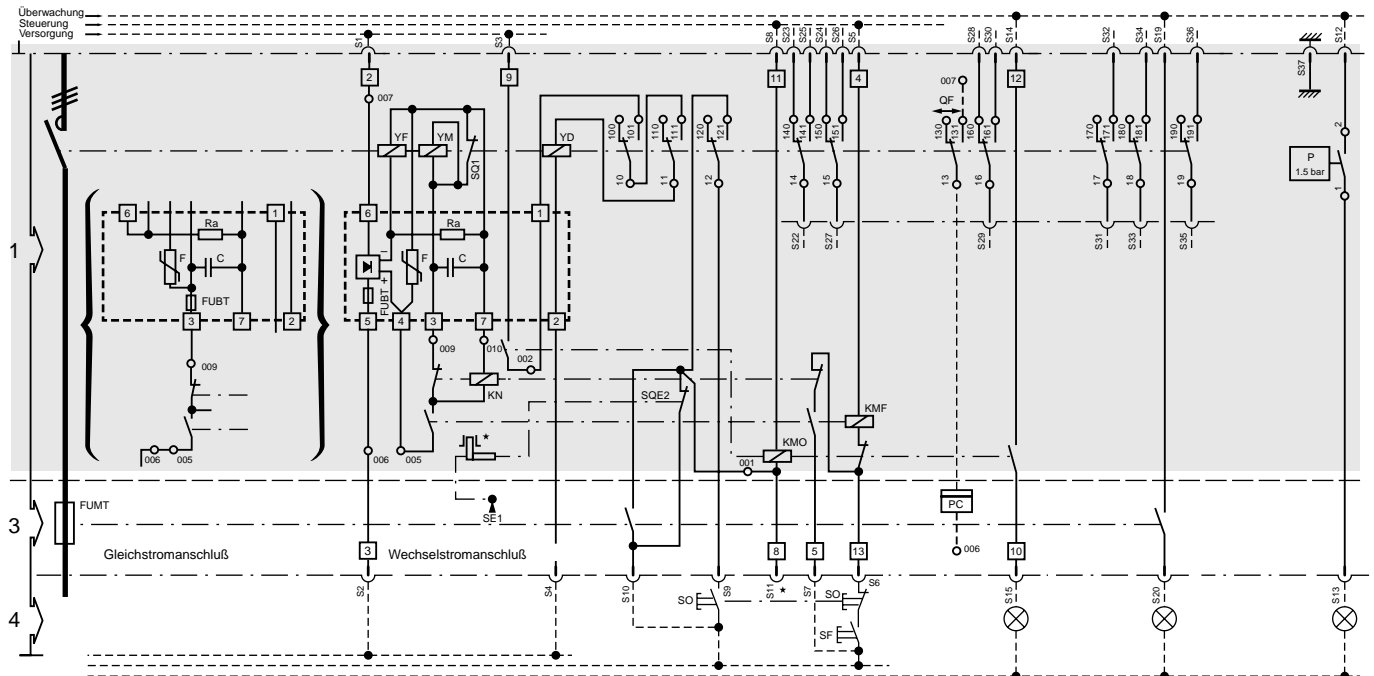 Überwachung
Steuerung
Versorgung
S1 S3 S8 S23 S25 S24 S26 S5 S28 S30 S14 S32 S34 S19 S36 S37 S12
2 9 11 4 12
007 007
QF
YF YM SQ1 YD
100 101 110 111 120 121 140 141 150 151 130 131 160 161 170 171 180 181 190 191
2
P
1.5 bar
1
10 11 12 14 15 13 16 17 18 19
6 1 6 1
Ra Ra
S22 S27 S29 S31 S33 S35
1
F C F C
− +
FUBT FUBT
3 7 2 5 4 3 7 2
009 009 010 002
KN SQE2
KMF
KMO
006 005 006 005 001
★
FUMT
SE1
PC
006
3
Gleichstromanschluß 3 Wechselstromanschluß 8 5 13 10
S2 S4 S10 S9 S11 ★ S7 S6 S15 S20 S13
SO SO
4
SF